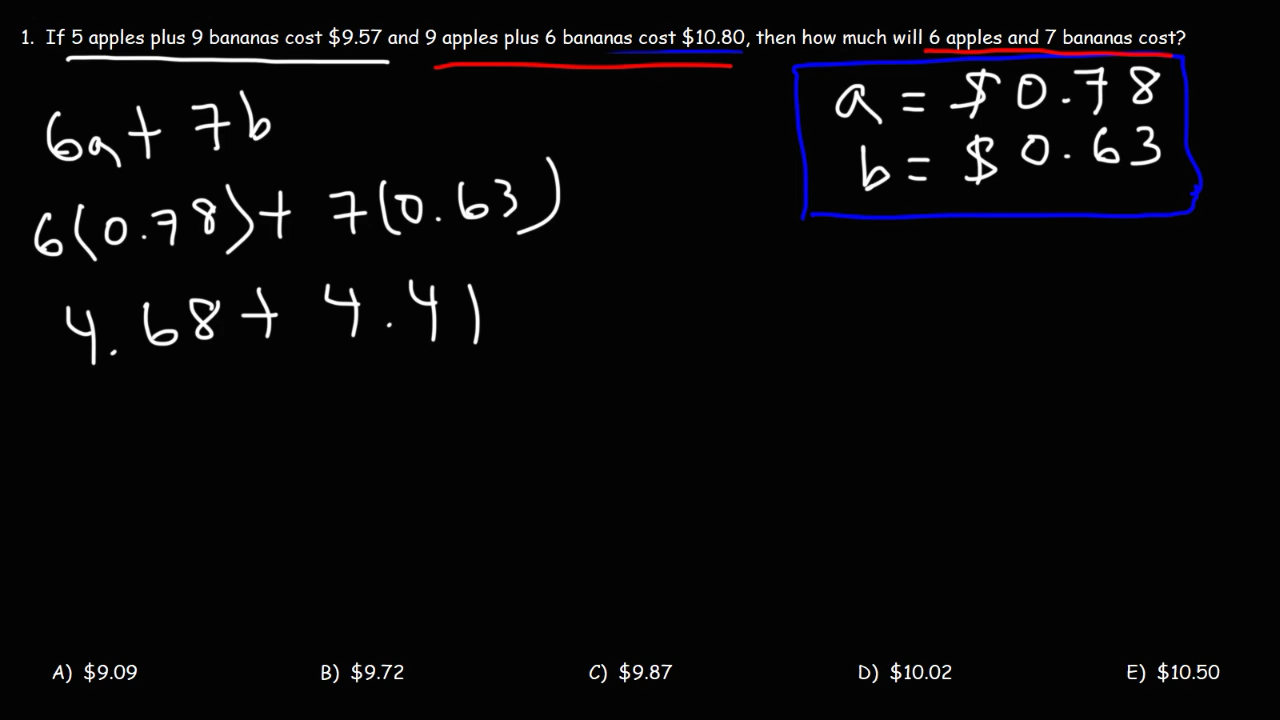 1. If 5 apples plus 9 bananas cost $9.57 and 9 apples plus 6 bananas cost $10.80, then how much will 6 apples and 7 bananas cost?
a = $0.78
b = $0.63
6a + 7b
6(0.78) + 7(0.63)
4.68 + 4.41
A) $9.09 B) $9.72 C) $9.87 D) $10.02 E) $10.50